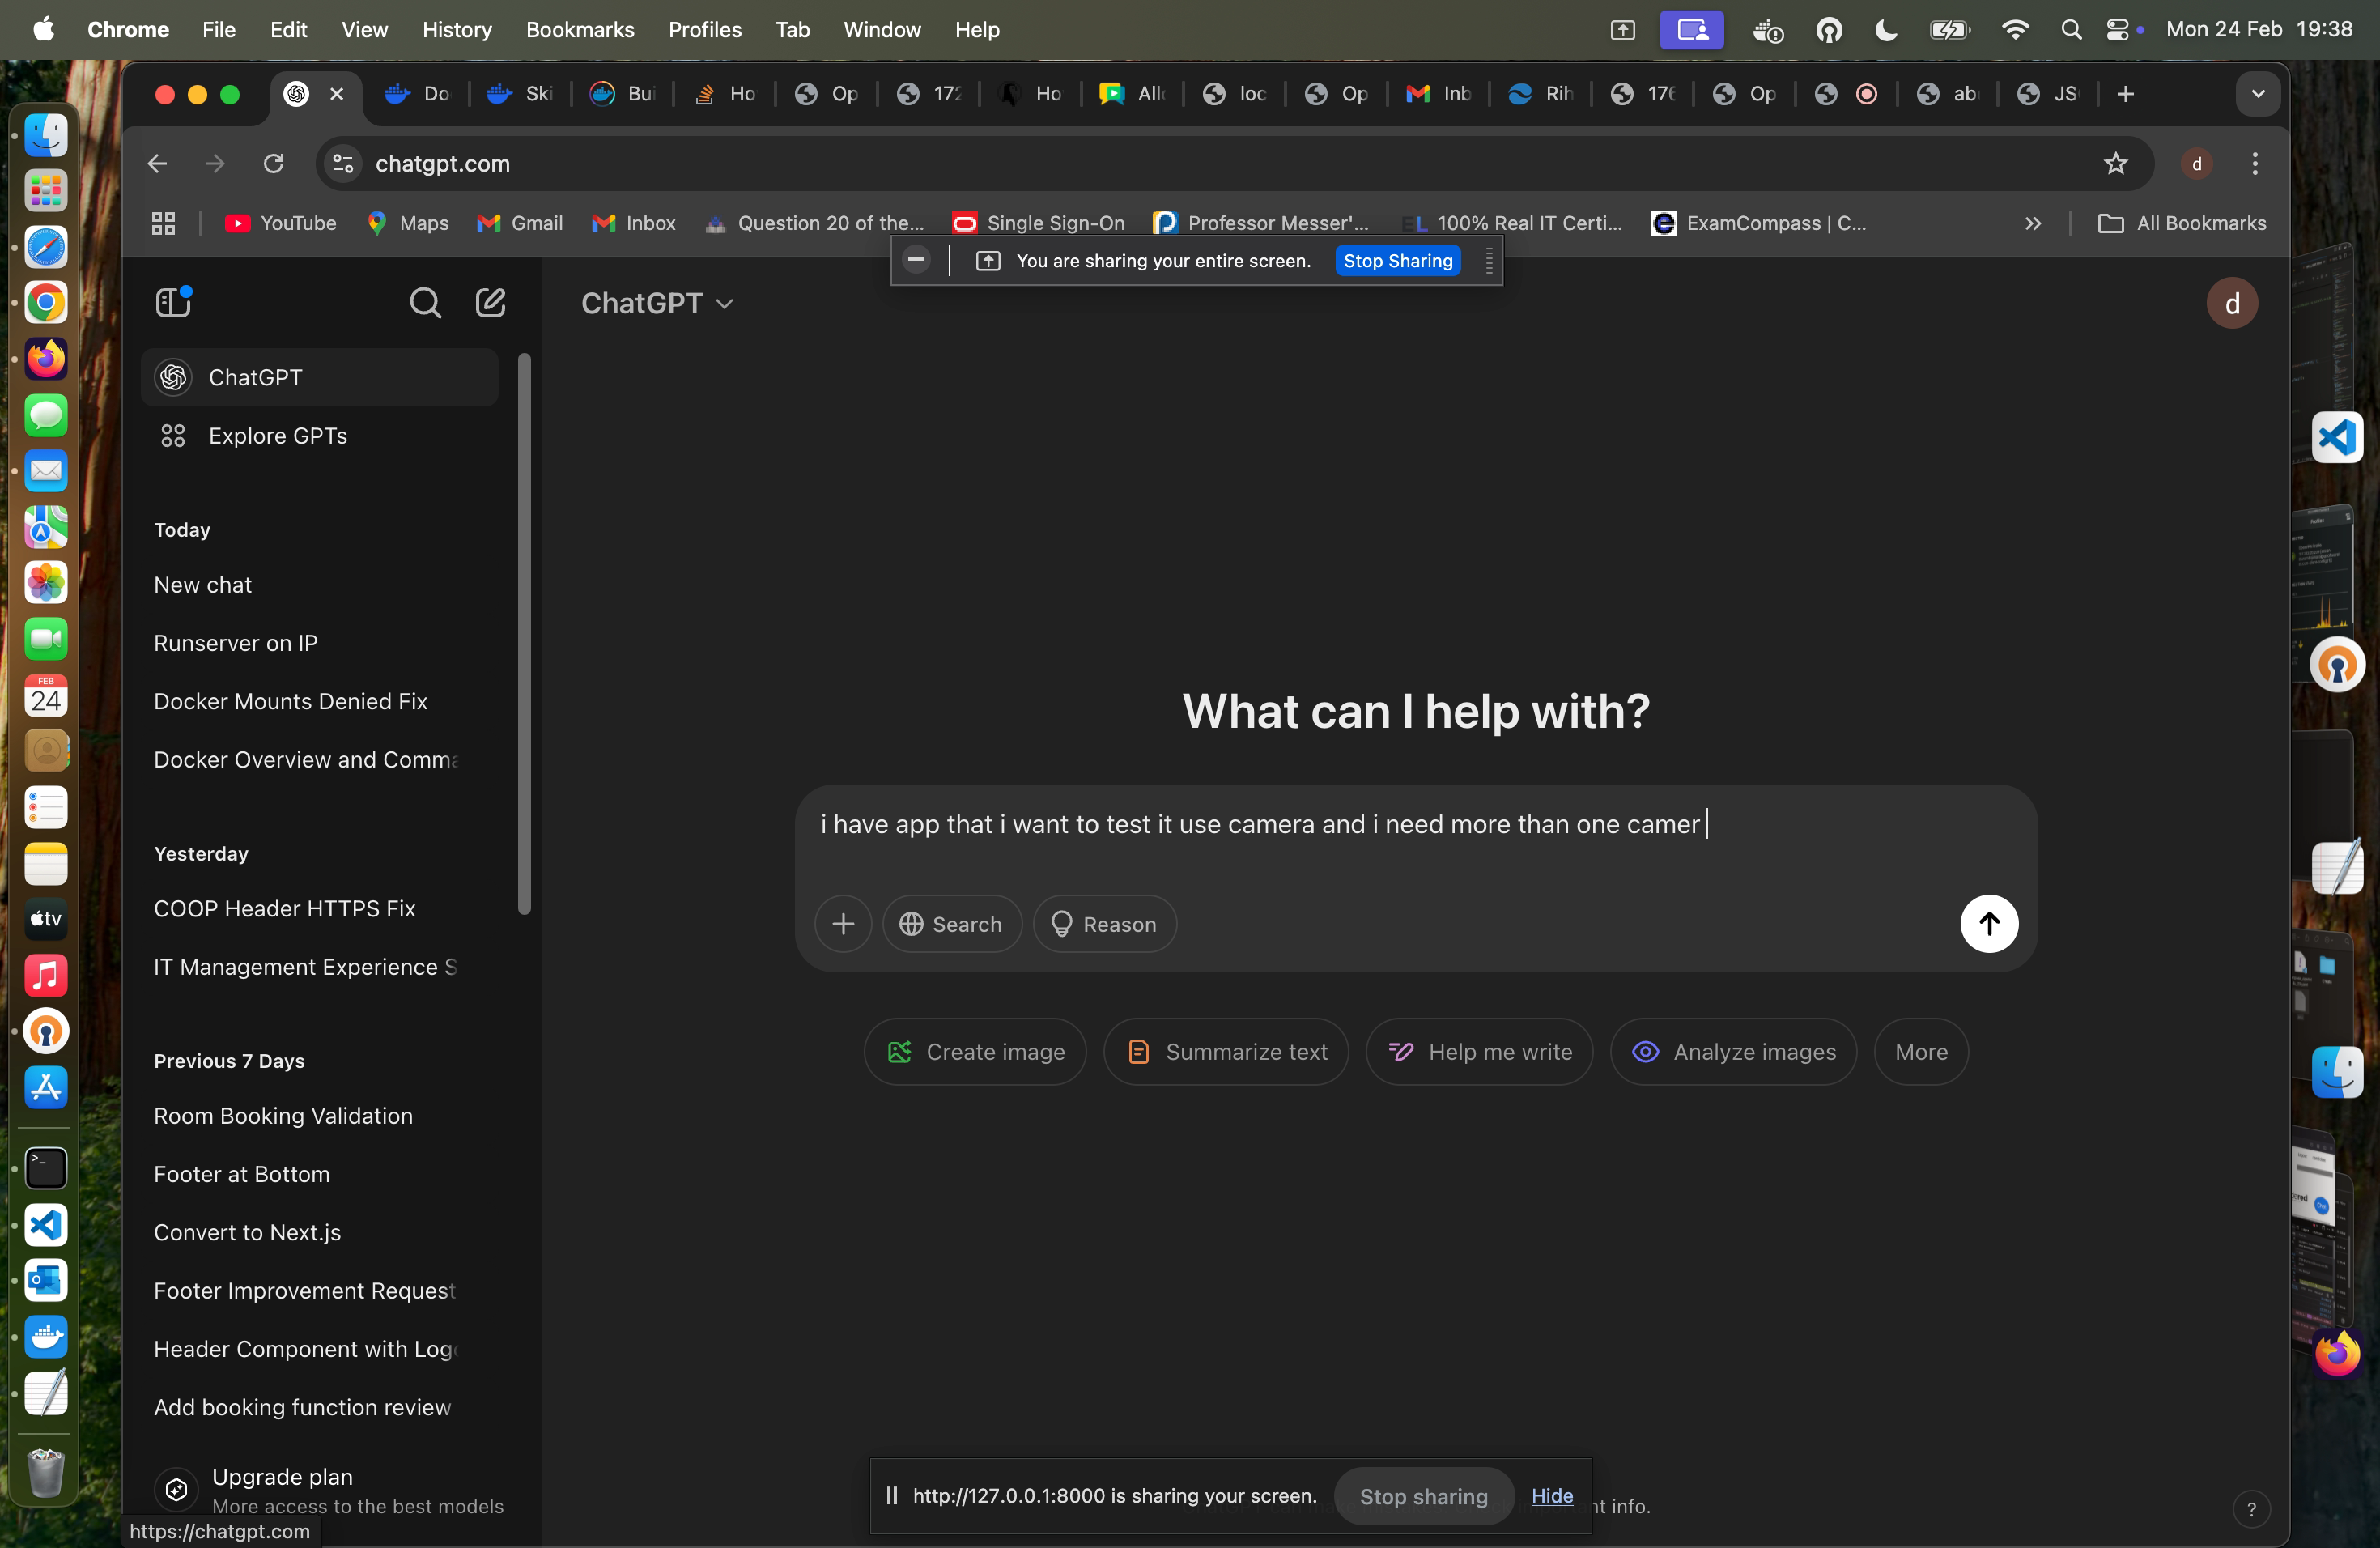 Chrome File Edit View History Bookmarks Profiles Tab Window Help Mon 24 Feb 19:38
Do Ski Bui Ho Op 172 Ho All loc Op Inb Rih 176 Op ab JS
chatgpt.com d
YouTube Maps Gmail Inbox Question 20 of the... Single Sign-On Professor Messer'... EL 100% Real IT Certi... ExamCompass | C... All Bookmarks
You are sharing your entire screen. Stop Sharing
ChatGPT d
ChatGPT
Explore GPTs
Today
New chat
Runserver on IP
Docker Mounts Denied Fix
Docker Overview and Comma
Yesterday
COOP Header HTTPS Fix
IT Management Experience S
Previous 7 Days
Room Booking Validation
Footer at Bottom
Convert to Next.js
Footer Improvement Request
Header Component with Logo
Add booking function review
Upgrade plan
More access to the best models
https://chatgpt.com
What can I help with?
i have app that i want to test it use camera and i need more than one camer
Search Reason
Create image Summarize text Help me write Analyze images More
http://127.0.0.1:8000 is sharing your screen. Stop sharing Hide
nt info.
?
FEB
24
tv